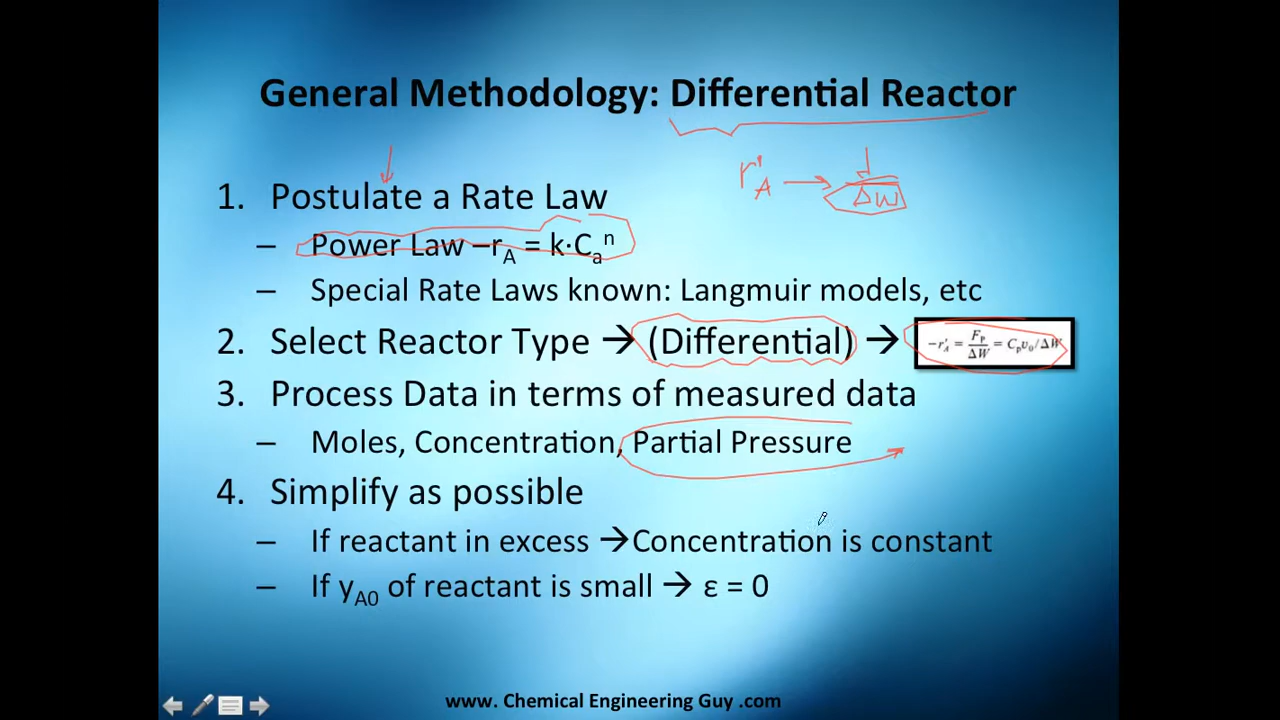 General Methodology: Differential Reactor
r'A → 1/ΔW
1. Postulate a Rate Law
– Power Law –rA = k·Caⁿ
– Special Rate Laws known: Langmuir models, etc
2. Select Reactor Type → (Differential) → –r'A = FP/ΔW = CPυ0/ΔW
3. Process Data in terms of measured data
– Moles, Concentration, Partial Pressure
4. Simplify as possible
– If reactant in excess →Concentration is constant
– If yA0 of reactant is small → ε = 0
www. Chemical Engineering Guy .com